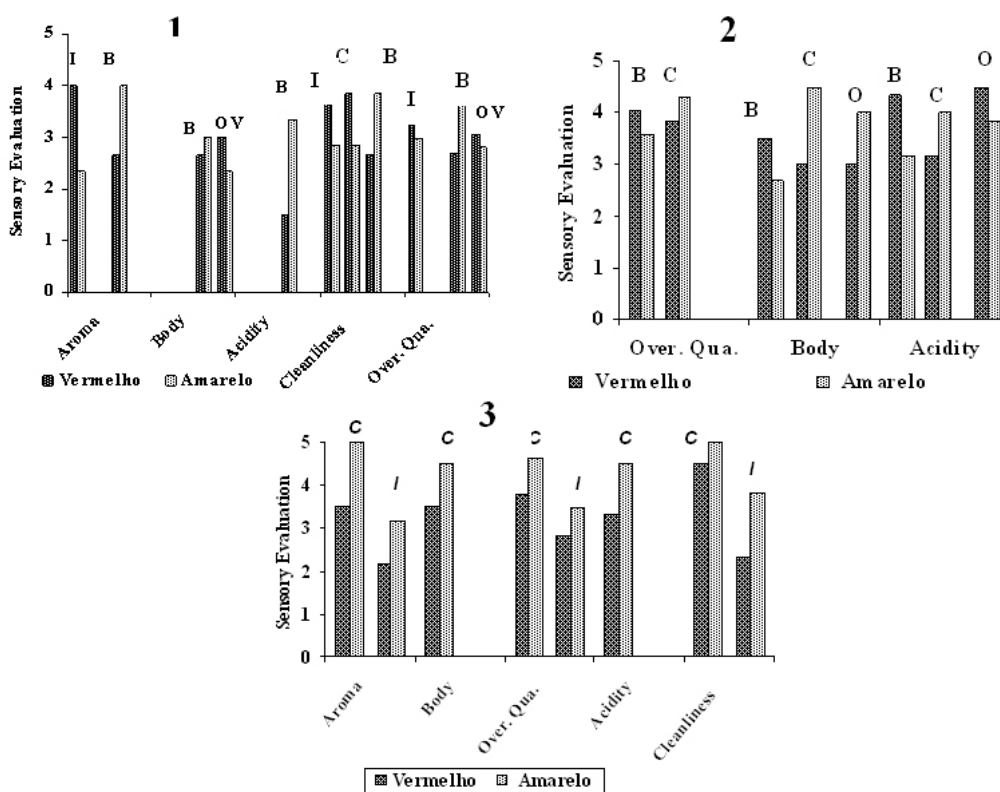 1
Sensory Evaluation
5
4
3
2
1
0
I B B O V B I C B I B O V
Aroma Body Acidity Cleanliness Over. Qua.
Vermelho Amarelo
2
Sensory Evaluation
5
4
3
2
1
0
B C B C O B C O
Over. Qua. Body Acidity
Vermelho Amarelo
3
Sensory Evaluation
5
4
3
2
1
0
C I C C I C C I
Aroma Body Over. Qua. Acidity Cleanliness
Vermelho Amarelo